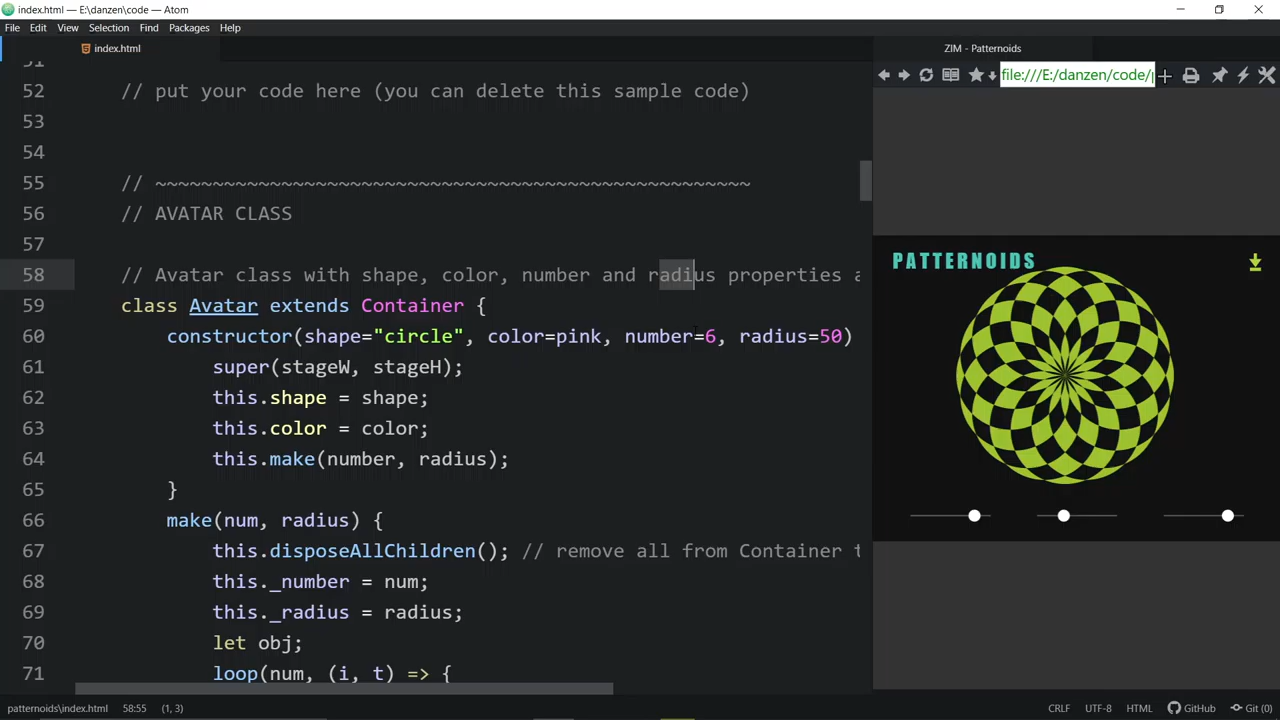 index.html — E:\danzen\code — Atom
File Edit View Selection Find Packages Help
index.html
ZIM - Patternoids
file:///E:/danzen/code/p
51
52 // put your code here (you can delete this sample code)
53
54
55 // ~~~~~~~~~~~~~~~~~~~~~~~~~~~~~~~~~~~~~~~~~~~~~~~~~~~~
56 // AVATAR CLASS
57
58 // Avatar class with shape, color, number and radius properties a
59 class Avatar extends Container {
60 constructor(shape="circle", color=pink, number=6, radius=50)
61 super(stageW, stageH);
62 this.shape = shape;
63 this.color = color;
64 this.make(number, radius);
65 }
66 make(num, radius) {
67 this.disposeAllChildren(); // remove all from Container t
68 this._number = num;
69 this._radius = radius;
70 let obj;
71 loop(num, (i, t) => {
PATTERNOIDS
patternoids\index.html 58:55 (1, 3) CRLF UTF-8 HTML GitHub Git (0)